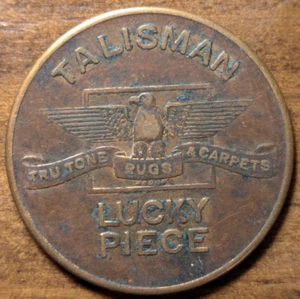 TALISMAN
TRU TONE RUGS & CARPETS
LUCKY
PIECE